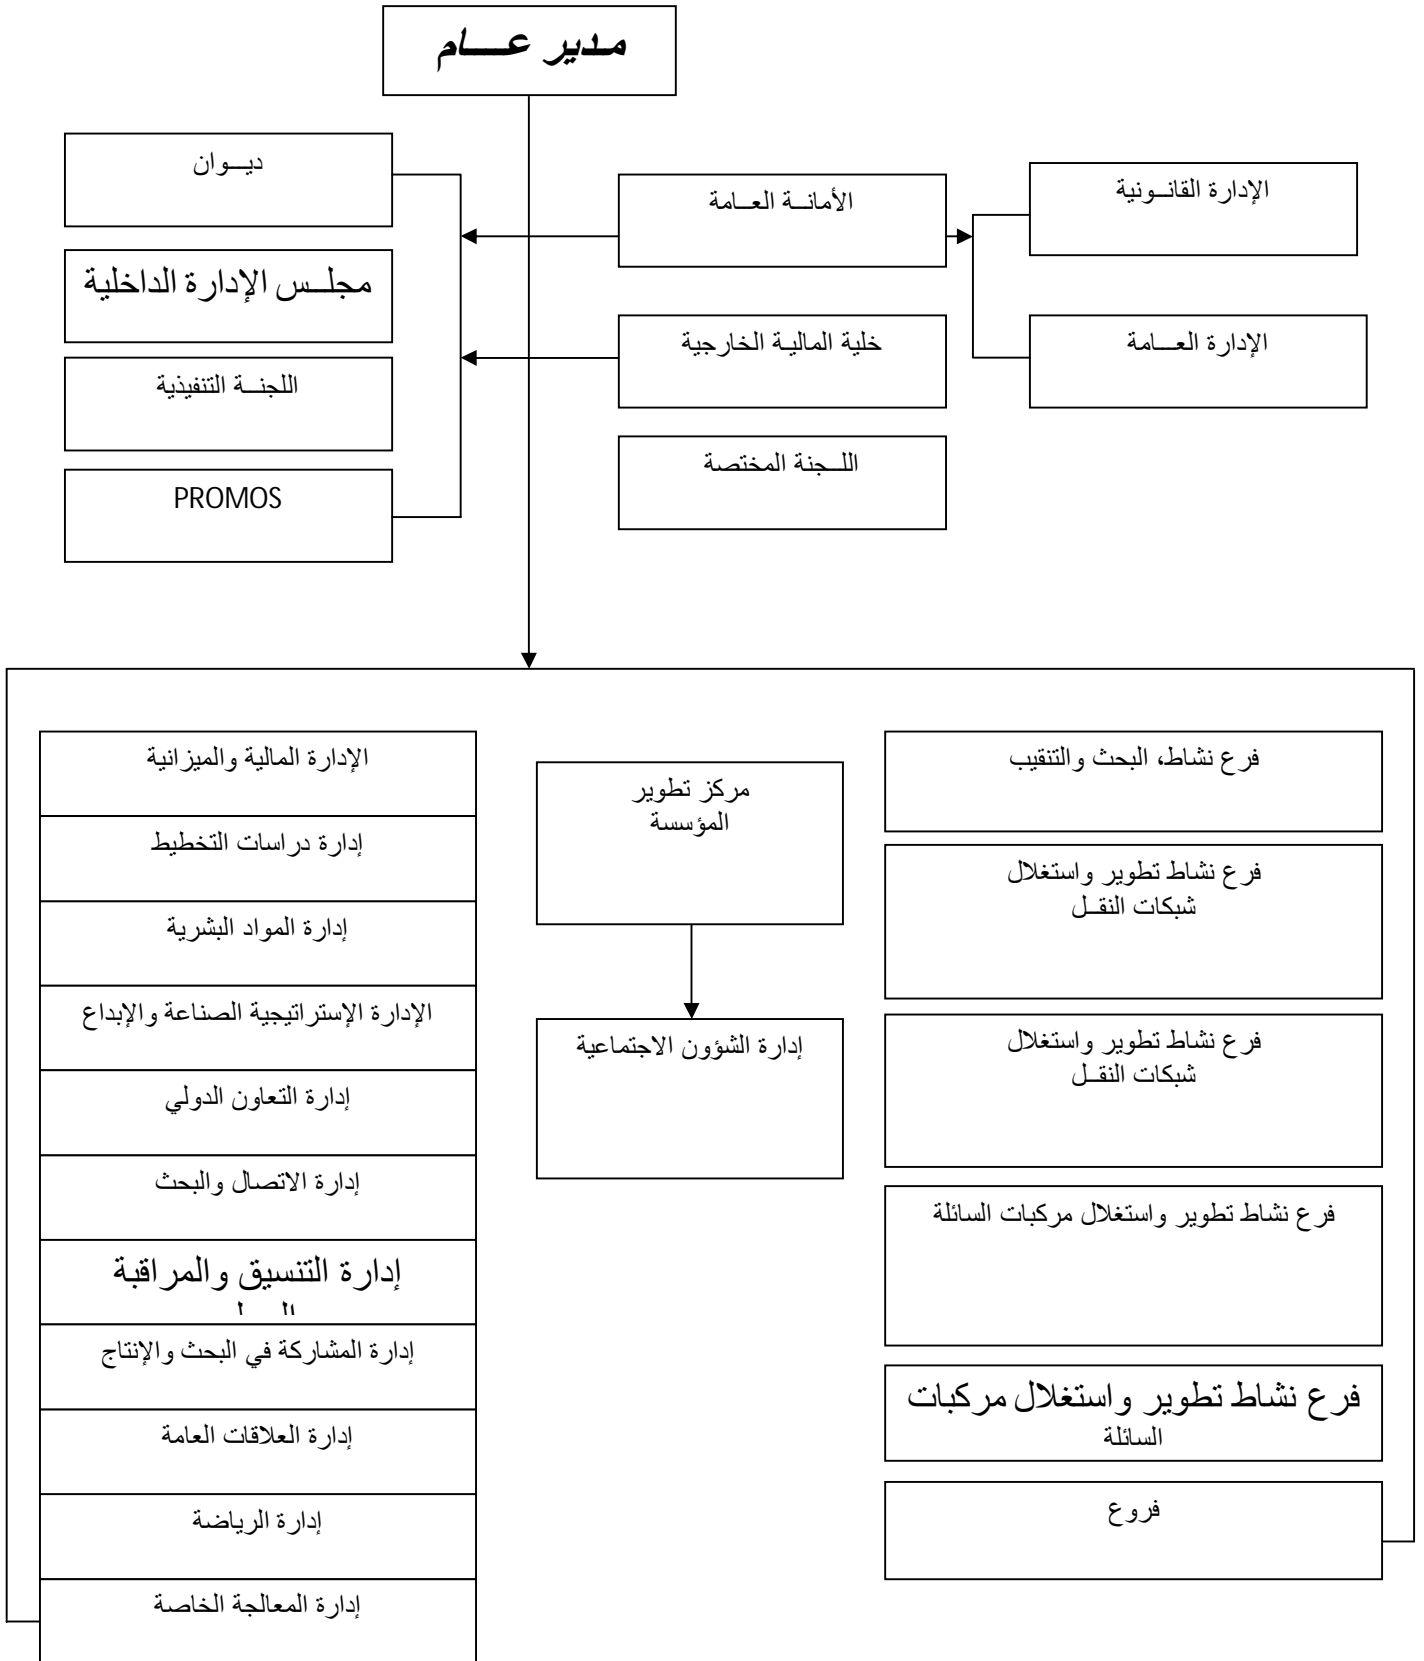 مدير عـــام
الإدارة القانــونية
الأمانــة العــامة
ديــوان
مجلــس الإدارة الداخلية
الإدارة العـــامة
خلية الماليـة الخارجية
اللجنــة التنفيذية
اللــجنة المختصة
PROMOS
فرع نشاط، البحث والتنقيب
فرع نشاط تطوير واستغلال
شبكات النقــل
فرع نشاط تطوير واستغلال
شبكات النقــل
فرع نشاط تطوير واستغلال مركبات السائلة
فرع نشاط تطوير واستغلال مركبات
السائلة
فروع
مركز تطوير
المؤسسة
إدارة الشؤون الاجتماعية
الإدارة المالية والميزانية
إدارة دراسات التخطيط
إدارة المواد البشرية
الإدارة الإستراتيجية الصناعة والإبداع
إدارة التعاون الدولي
إدارة الاتصال والبحث
إدارة التنسيق والمراقبة
إدارة المشاركة في البحث والإنتاج
إدارة العلاقات العامة
إدارة الرياضة
إدارة المعالجة الخاصة